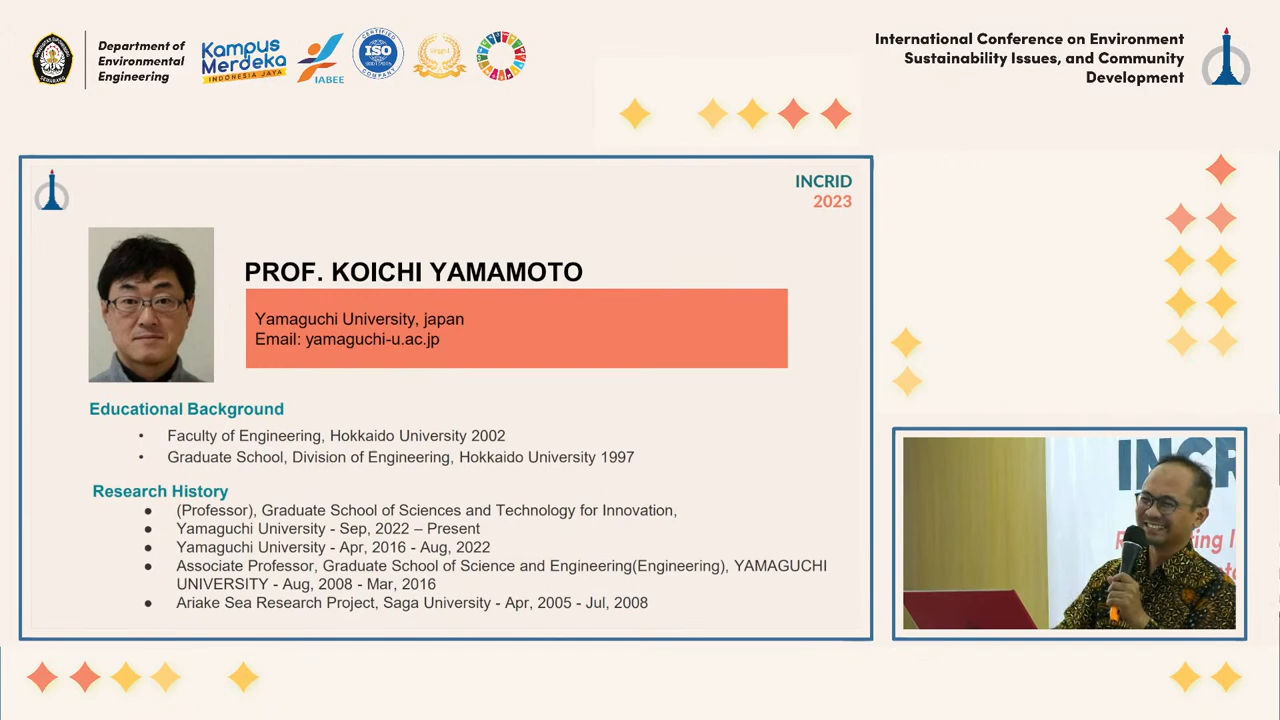 Department of
Environmental
Engineering
Kampus
Merdeka
INDONESIA JAYA
IABEE
CERTIFIED
ISO
COMPANY
International Conference on Environment
Sustainability Issues, and Community
Development
INCRID
2023
PROF. KOICHI YAMAMOTO
Yamaguchi University, japan
Email: yamaguchi-u.ac.jp
Educational Background
• Faculty of Engineering, Hokkaido University 2002
• Graduate School, Division of Engineering, Hokkaido University 1997
Research History
● (Professor), Graduate School of Sciences and Technology for Innovation,
● Yamaguchi University - Sep, 2022 – Present
● Yamaguchi University - Apr, 2016 - Aug, 2022
● Associate Professor, Graduate School of Science and Engineering(Engineering), YAMAGUCHI
UNIVERSITY - Aug, 2008 - Mar, 2016
● Ariake Sea Research Project, Saga University - Apr, 2005 - Jul, 2008
INCR